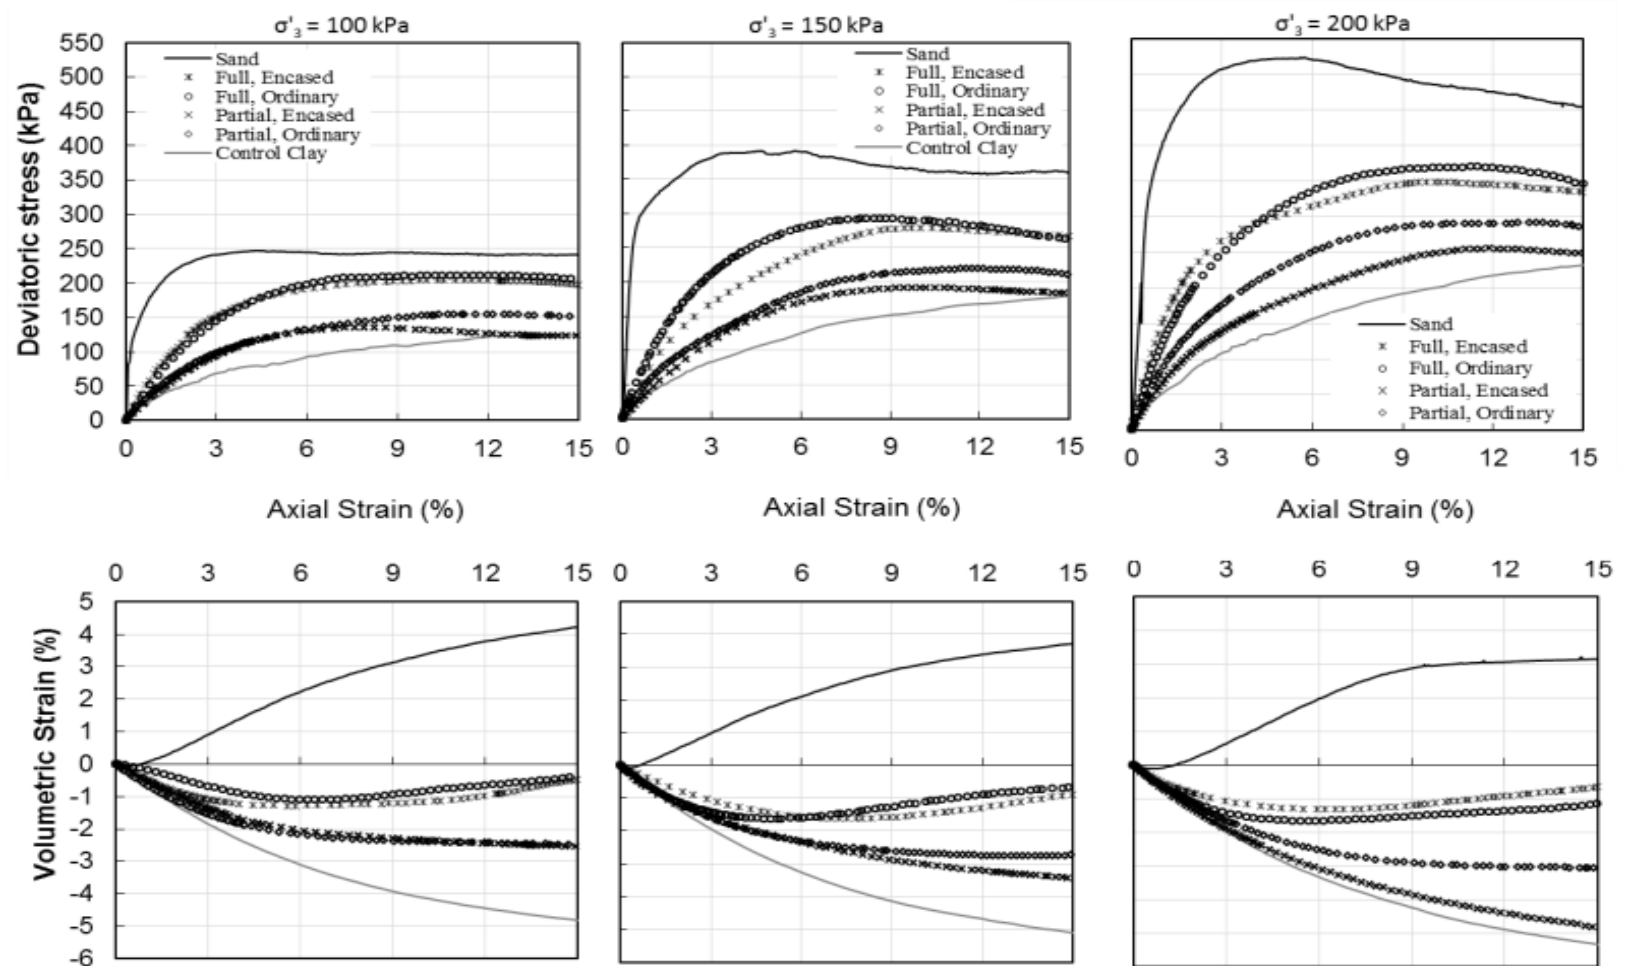 σ'3 = 100 kPa
σ'3 = 150 kPa
σ'3 = 200 kPa
Deviatoric stress (kPa)
550
500
450
400
350
300
250
200
150
100
50
0
Sand
Full, Encased
Full, Ordinary
Partial, Encased
Partial, Ordinary
Control Clay
Sand
Full, Encased
Full, Ordinary
Partial, Encased
Partial, Ordinary
Control Clay
Sand
Full, Encased
Full, Ordinary
Partial, Encased
Partial, Ordinary
0 3 6 9 12 15
0 3 6 9 12 15
0 3 6 9 12 15
Axial Strain (%)
Axial Strain (%)
Axial Strain (%)
0 3 6 9 12 15
0 3 6 9 12 15
0 3 6 9 12 15
Volumetric Strain (%)
5
4
3
2
1
0
-1
-2
-3
-4
-5
-6